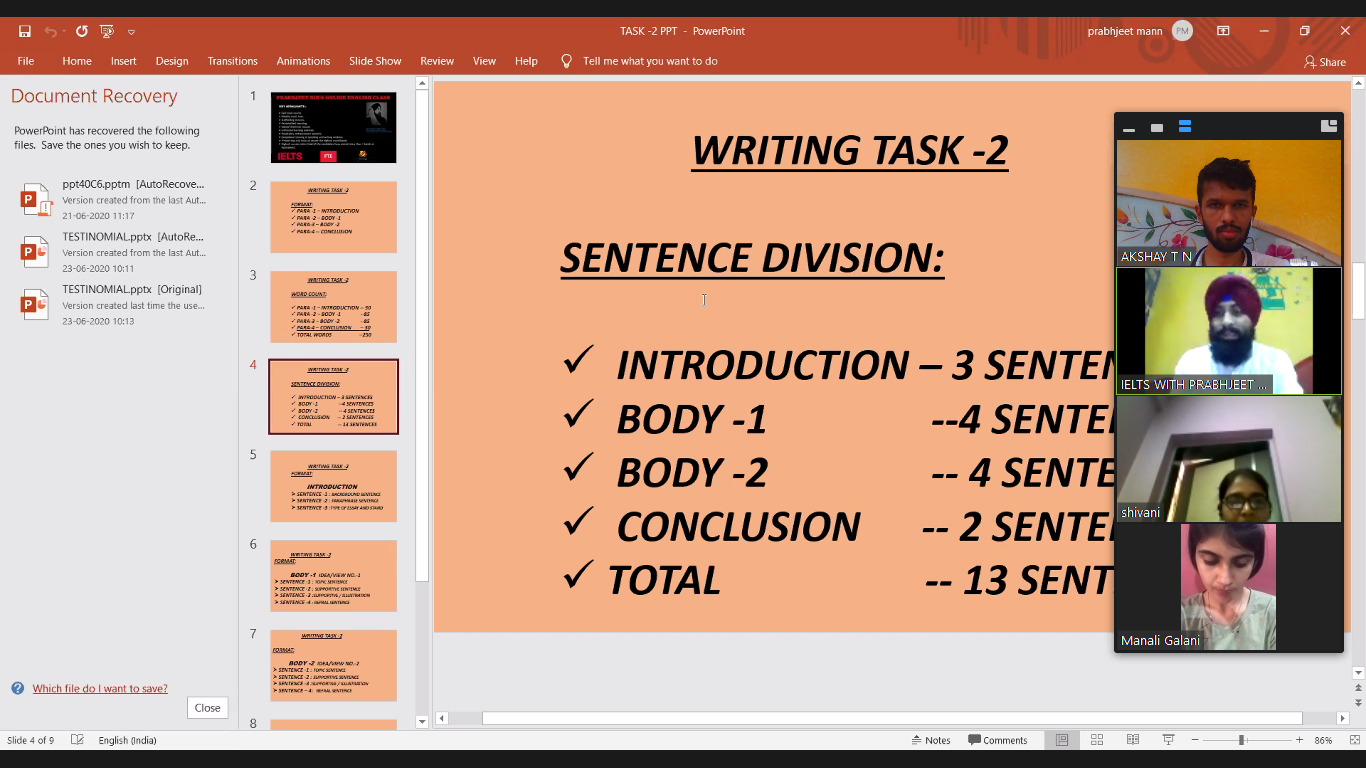 TASK -2 PPT - PowerPoint
prabhjeet mann
PM
File
Home
Insert
Design
Transitions
Animations
Slide Show
Review
View
Help
Tell me what you want to do
Share
Document Recovery
PowerPoint has recovered the following
files. Save the ones you wish to keep.
ppt40C6.pptm [AutoRecove...
Version created from the last Aut...
21-06-2020 11:17
TESTINOMIAL.pptx [AutoRe...
Version created from the last Aut...
23-06-2020 10:11
TESTINOMIAL.pptx [Original]
Version created last time the use...
23-06-2020 10:13
Which file do I want to save?
Close
1
KEY HIGHLIGHTS:
IELTS
PTE
2
WRITING TASK -2
FORMAT:
✓ PARA -1 – INTRODUCTION
✓ PARA -2 – BODY -1
✓ PARA-3 – BODY -2
✓ PARA-4 – CONCLUSION
3
WRITING TASK -2
WORD COUNT:
✓ PARA -1 – INTRODUCTION – 50
✓ PARA -2 – BODY -1 -85
✓ PARA-3 – BODY -2 -85
✓ PARA-4 – CONCLUSION – 30
✓ TOTAL WORDS –250
4
WRITING TASK -2
SENTENCE DIVISION:
✓ INTRODUCTION – 3 SENTENCES
✓ BODY -1 --4 SENTENCES
✓ BODY -2 -- 4 SENTENCES
✓ CONCLUSION -- 2 SENTENCES
✓ TOTAL -- 13 SENTENCES
5
WRITING TASK -2
FORMAT:
INTRODUCTION
➢ SENTENCE -1 : BACKGROUND SENTENCE
➢ SENTENCE -2 : PARAPHRASE SENTENCE
➢ SENTENCE -3 : TYPE OF ESSAY AND STAND
6
WRITING TASK -2
FORMAT:
BODY -1 IDEA/VIEW NO.-1
➢ SENTENCE -1 : TOPIC SENTENCE
➢ SENTENCE -2 : SUPPORTIVE SENTENCE
➢ SENTENCE -3 :SUPPORTIVE / ILLUSTRATION
➢ SENTENCE -4 :
7
WRITING TASK -2
FORMAT:
BODY -2 IDEA/VIEW NO.-2
➢ SENTENCE -1 : TOPIC SENTENCE
➢ SENTENCE -2 : SUPPORTIVE SENTENCE
➢ SENTENCE -3 :SUPPORTING / ILLUSTRATION
➢ SENTENCE – 4:
8
WRITING TASK -2
SENTENCE DIVISION:
✓ INTRODUCTION – 3 SENTEN
✓ BODY -1 --4 SENTE
✓ BODY -2 -- 4 SENTE
✓ CONCLUSION -- 2 SENTE
✓ TOTAL -- 13 SENT
AKSHAY T N
IELTS WITH PRABHJEET ...
shivani
Manali Galani
Slide 4 of 9
English (India)
Notes
Comments
86%